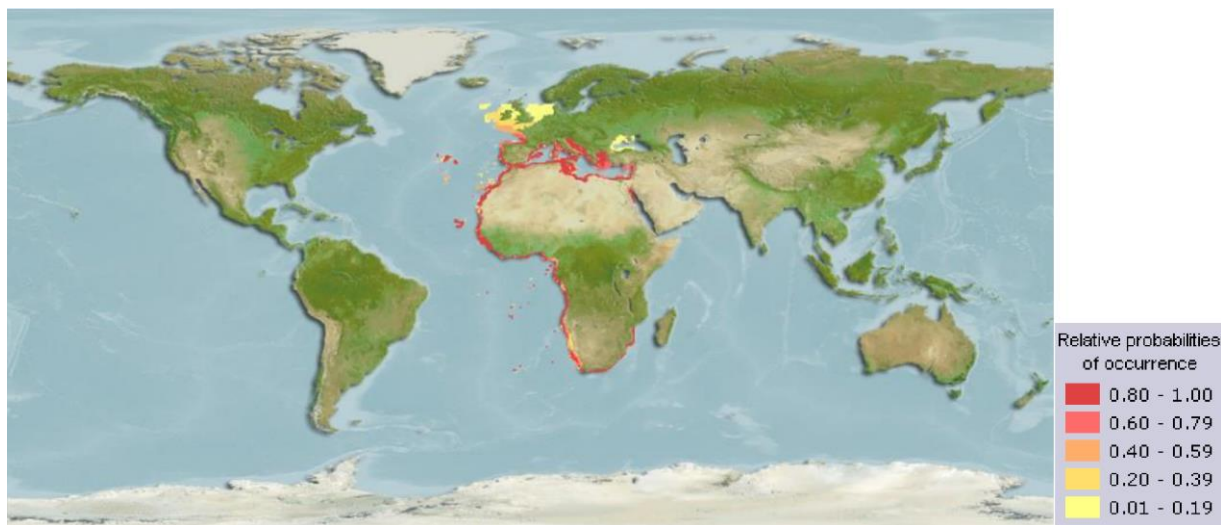 Relative probabilities
of occurrence
0.80 - 1.00
0.60 - 0.79
0.40 - 0.59
0.20 - 0.39
0.01 - 0.19